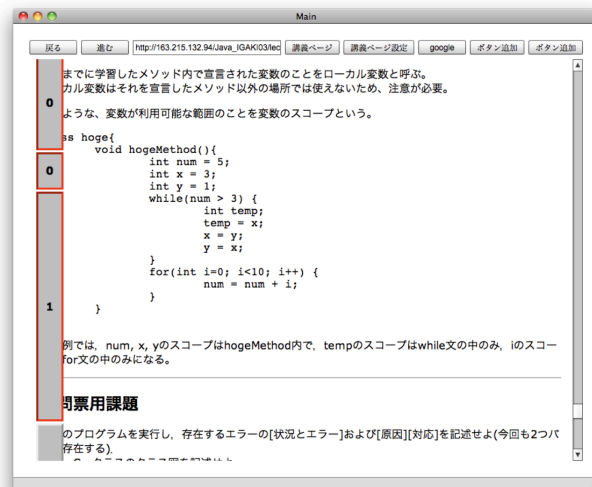 Main
戻る 進む http://163.215.132.94/Java_IGAKI03/lec 講義ページ 講義ページ設定 google ボタン追加 ボタン追加
までに学習したメソッド内で宣言された変数のことをローカル変数と呼ぶ。
カル変数はそれを宣言したメソッド以外の場所では使えないため、注意が必要。
0
ような、変数が利用可能な範囲のことを変数のスコープという。
ss hoge{
void hogeMethod(){
0
int num = 5;
int x = 3;
int y = 1;
while(num > 3) {
int temp;
temp = x;
x = y;
y = x;
}
for(int i=0; i<10; i++) {
num = num + i;
}
1
}
例では，num, x, yのスコープはhogeMethod内で，tempのスコープはwhile文の中のみ，iのスコー
for文の中のみになる。
問票用課題
のプログラムを実行し，存在するエラーの[状況とエラー]および[原因][対応]を記述せよ(今回も2つバ
存在する).